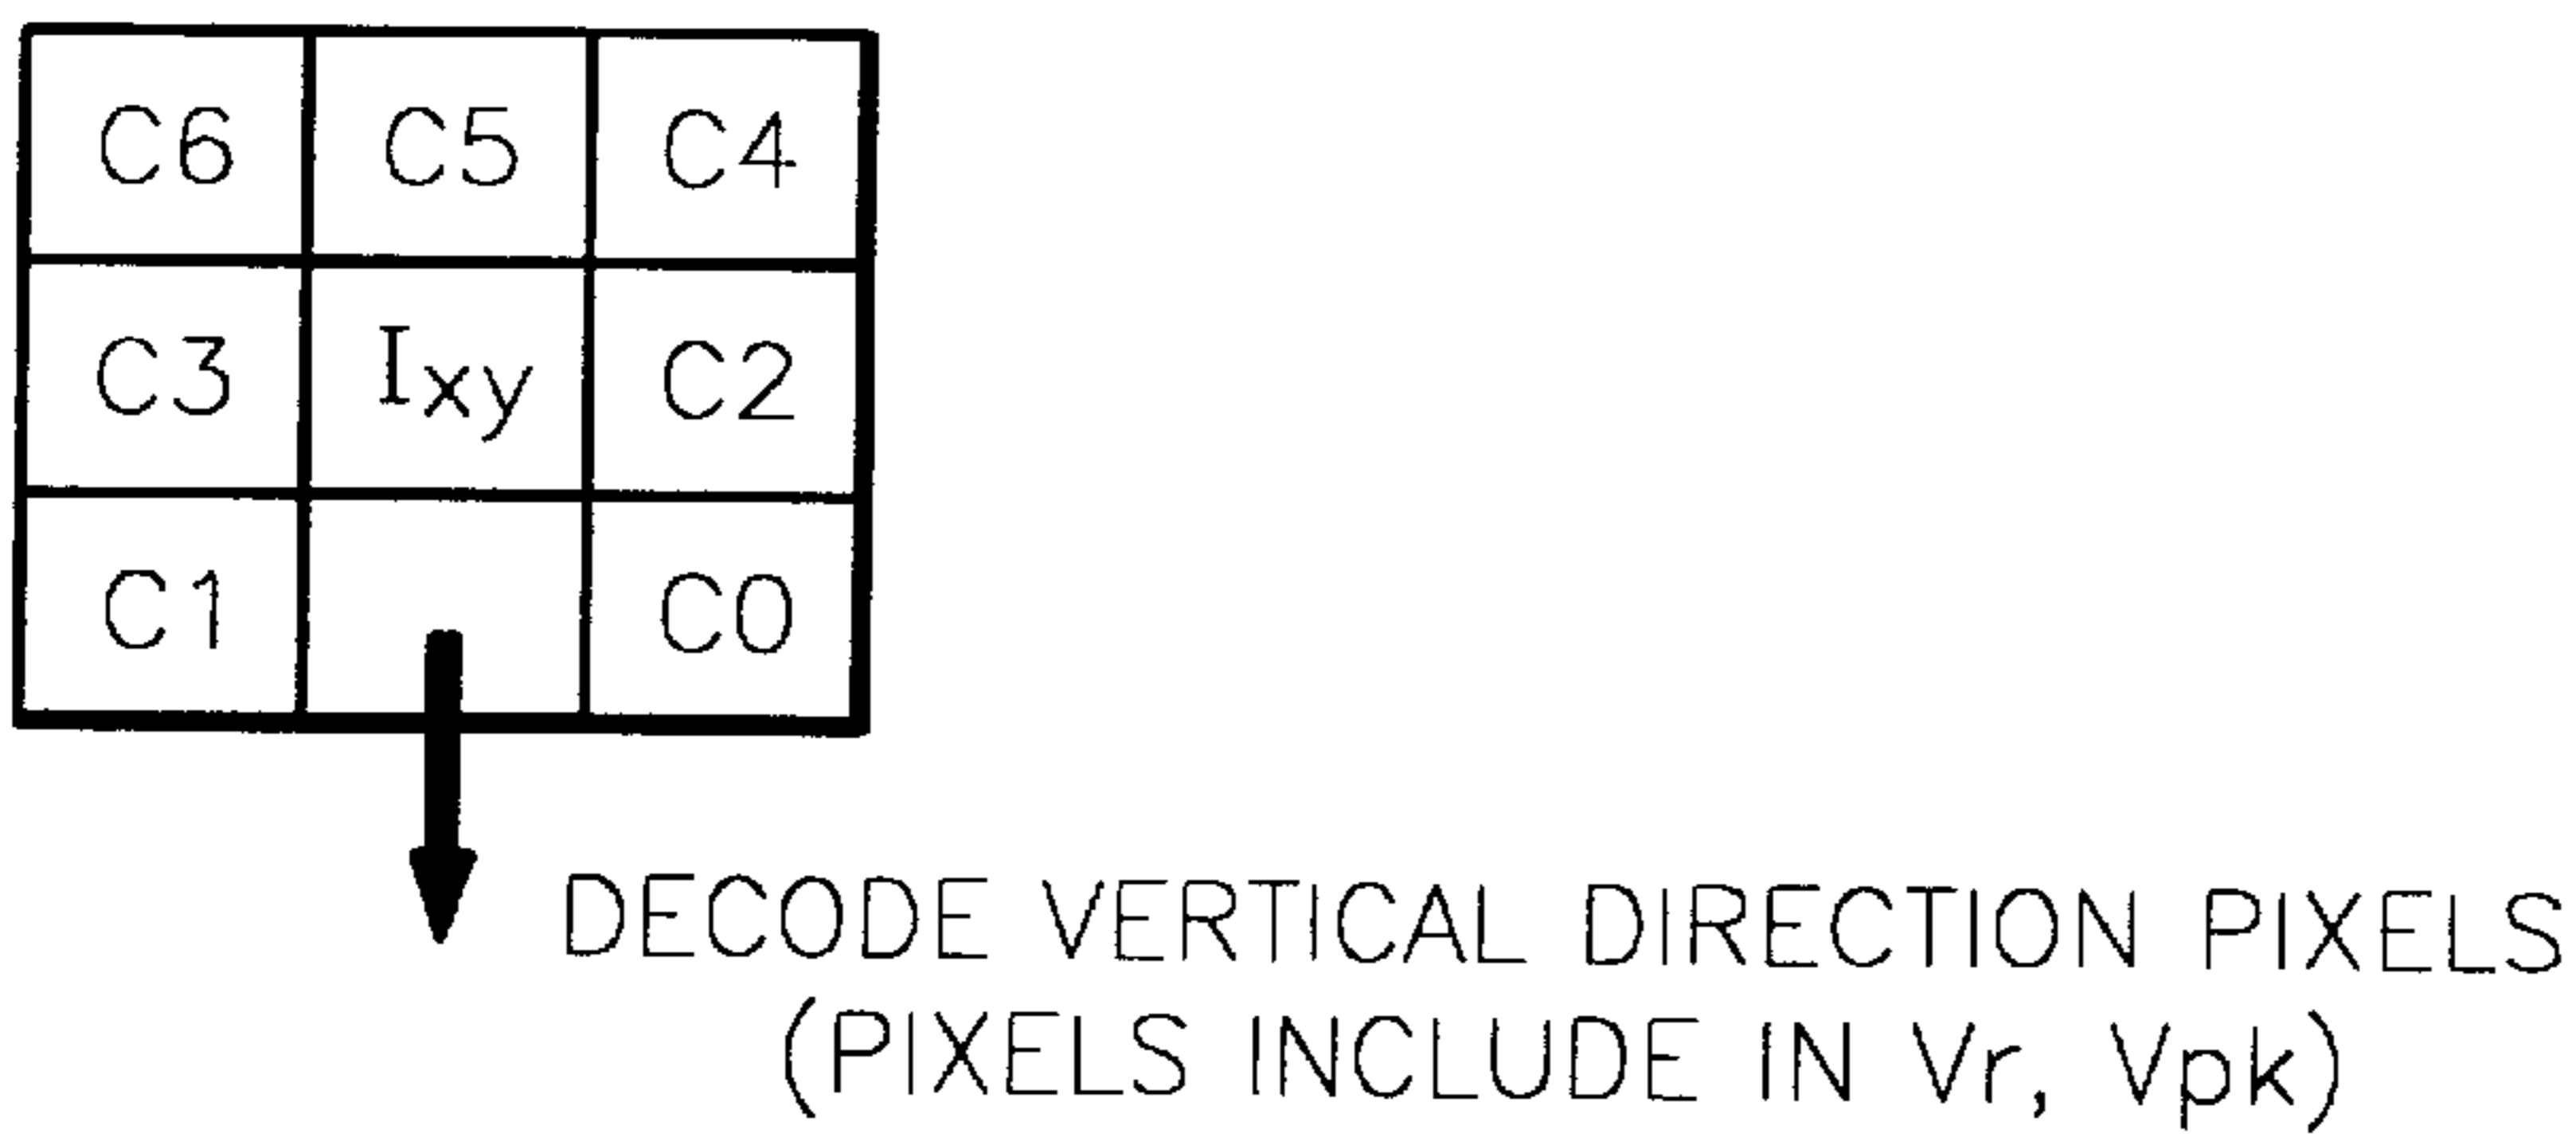 C6 C5 C4
C3 Ixy C2
C1 C0
DECODE VERTICAL DIRECTION PIXELS
(PIXELS INCLUDE IN Vr, Vpk)